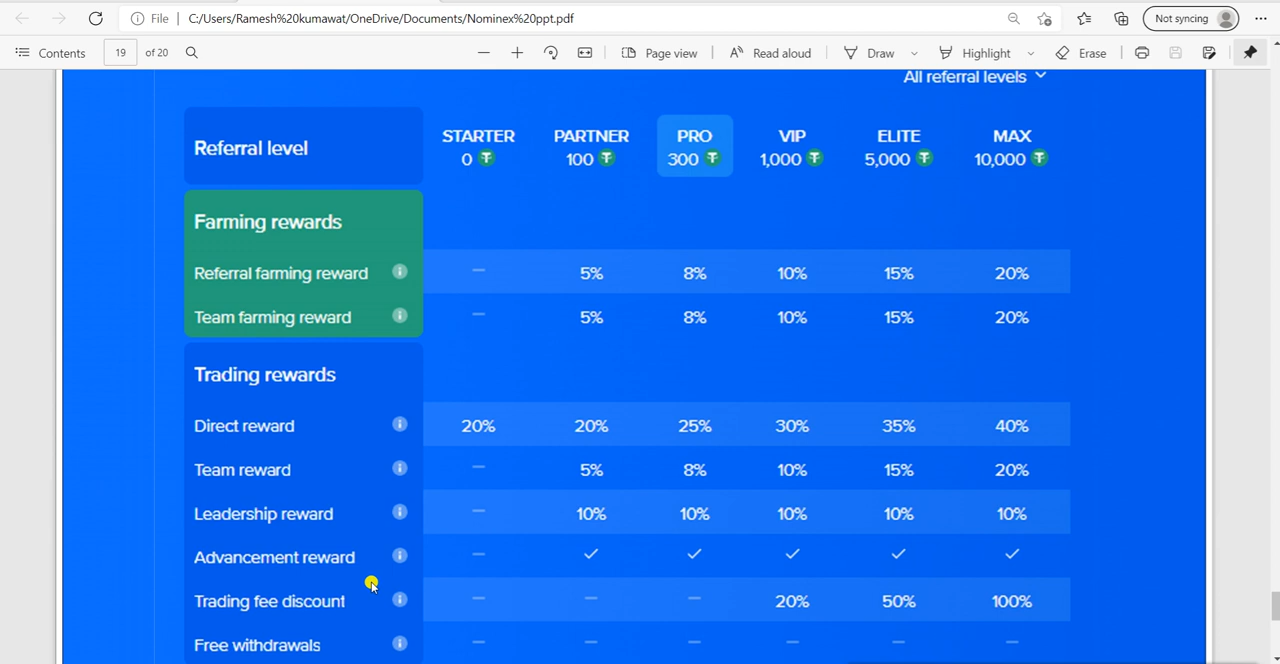 File | C:/Users/Ramesh%20kumawat/OneDrive/Documents/Nominex%20ppt.pdf Not syncing
Contents 19 of 20 Page view Read aloud Draw Highlight Erase
All referral levels
Referral level STARTER PARTNER PRO VIP ELITE MAX
0 100 300 1,000 5,000 10,000
Farming rewards
Referral farming reward – 5% 8% 10% 15% 20%
Team farming reward – 5% 8% 10% 15% 20%
Trading rewards
Direct reward 20% 20% 25% 30% 35% 40%
Team reward – 5% 8% 10% 15% 20%
Leadership reward – 10% 10% 10% 10% 10%
Advancement reward – ✓ ✓ ✓ ✓ ✓
Trading fee discount – – – 20% 50% 100%
Free withdrawals – – – – – –